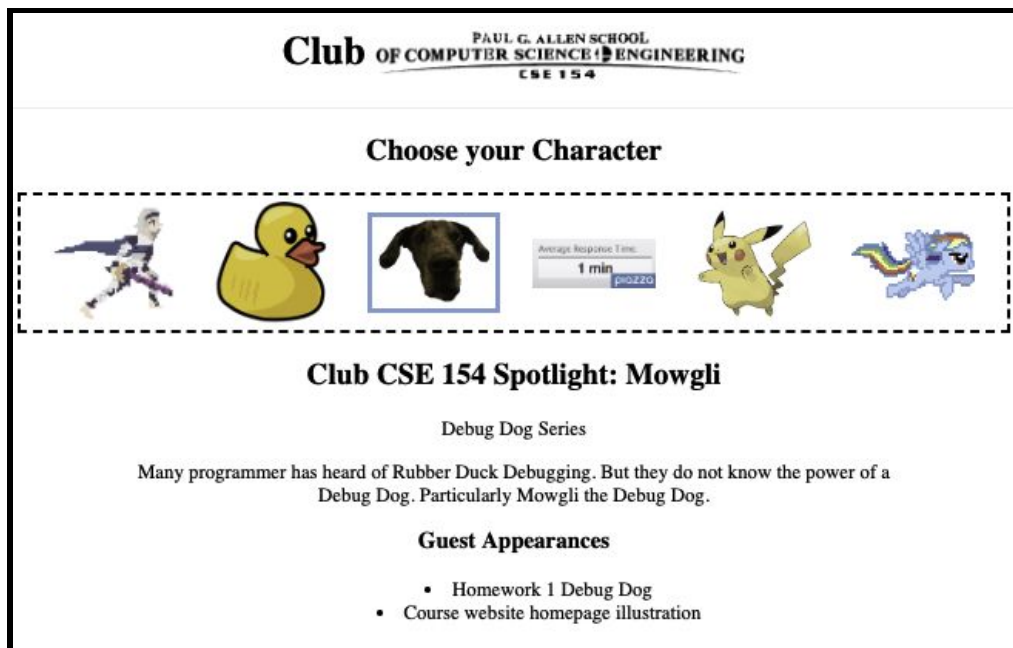 Club PAUL G. ALLEN SCHOOL
OF COMPUTER SCIENCE & ENGINEERING
CSE 154
Choose your Character
Average Response Time:
1 min
piazza
Club CSE 154 Spotlight: Mowgli
Debug Dog Series
Many programmer has heard of Rubber Duck Debugging. But they do not know the power of a
Debug Dog. Particularly Mowgli the Debug Dog.
Guest Appearances
• Homework 1 Debug Dog
• Course website homepage illustration